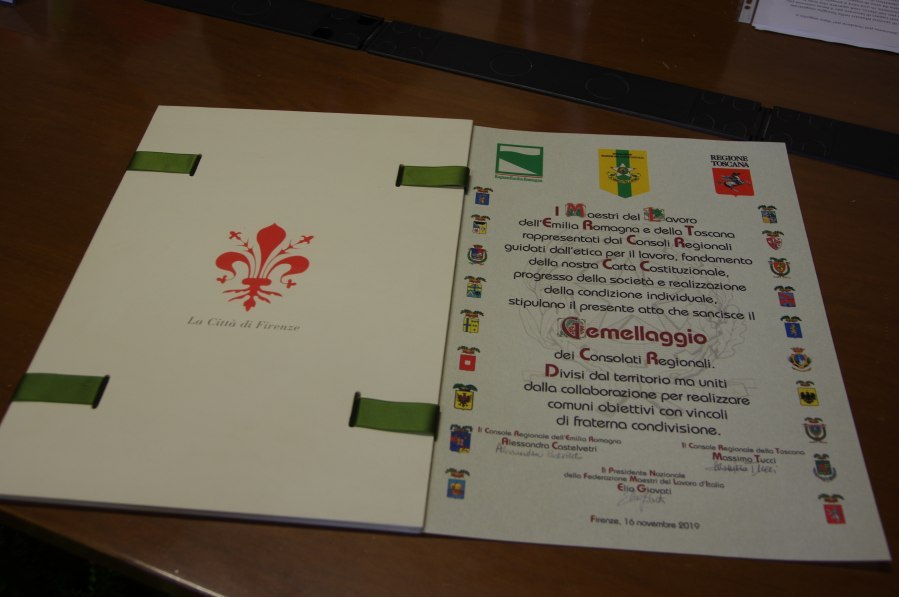 La Città di Firenze
Regione Emilia-Romagna
REGIONE
TOSCANA
I Maestri del Lavoro
dell'Emilia Romagna e della Toscana
rappresentati dai Consoli Regionali
guidati dall'etica per il lavoro, fondamento
della nostra Carta Costituzionale,
progresso della società e realizzazione
della condizione individuale,
stipulano il presente atto che sancisce il
Gemellaggio
dei Consolati Regionali.
Divisi dal territorio ma uniti
dalla collaborazione per realizzare
comuni obiettivi con vincoli
di fraterna condivisione.
Il Console Regionale dell'Emilia Romagna
Alessandra Castelvetri
Il Console Regionale della Toscana
Massimo Tucci
Il Presidente Nazionale
della Federazione Maestri del Lavoro d'Italia
Elio Giovati
Firenze, 16 novembre 2019